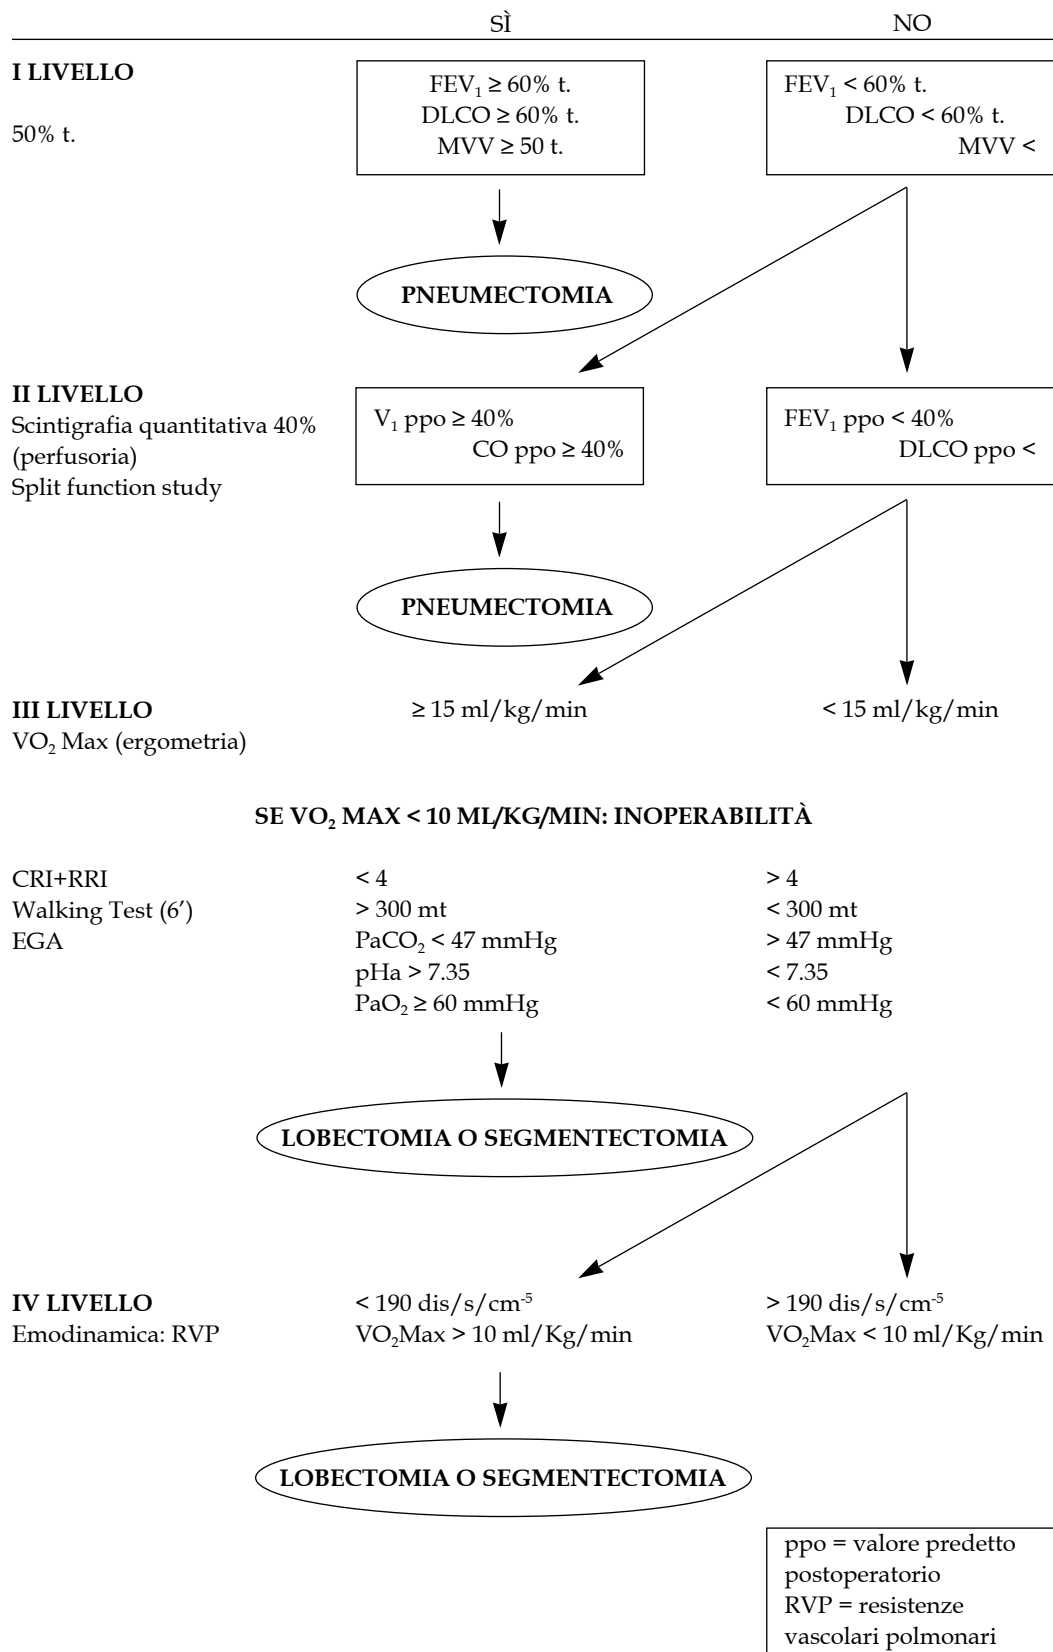 SÌ NO
I LIVELLO
50% t.
FEV₁ ≥ 60% t.
DLCO ≥ 60% t.
MVV ≥ 50 t.
FEV₁ < 60% t.
DLCO < 60% t.
MVV <
PNEUMECTOMIA
II LIVELLO
Scintigrafia quantitativa 40%
(perfusoria)
Split function study
V₁ ppo ≥ 40%
CO ppo ≥ 40%
FEV₁ ppo < 40%
DLCO ppo <
PNEUMECTOMIA
III LIVELLO ≥ 15 ml/kg/min < 15 ml/kg/min
VO₂ Max (ergometria)
SE VO₂ MAX < 10 ML/KG/MIN: INOPERABILITÀ
CRI+RRI < 4 > 4
Walking Test (6′) > 300 mt < 300 mt
EGA PaCO₂ < 47 mmHg > 47 mmHg
pHa > 7.35 < 7.35
PaO₂ ≥ 60 mmHg < 60 mmHg
LOBECTOMIA O SEGMENTECTOMIA
IV LIVELLO < 190 dis/s/cm⁻⁵ > 190 dis/s/cm⁻⁵
Emodinamica: RVP VO₂Max > 10 ml/Kg/min VO₂Max < 10 ml/Kg/min
LOBECTOMIA O SEGMENTECTOMIA
ppo = valore predetto
postoperatorio
RVP = resistenze
vascolari polmonari